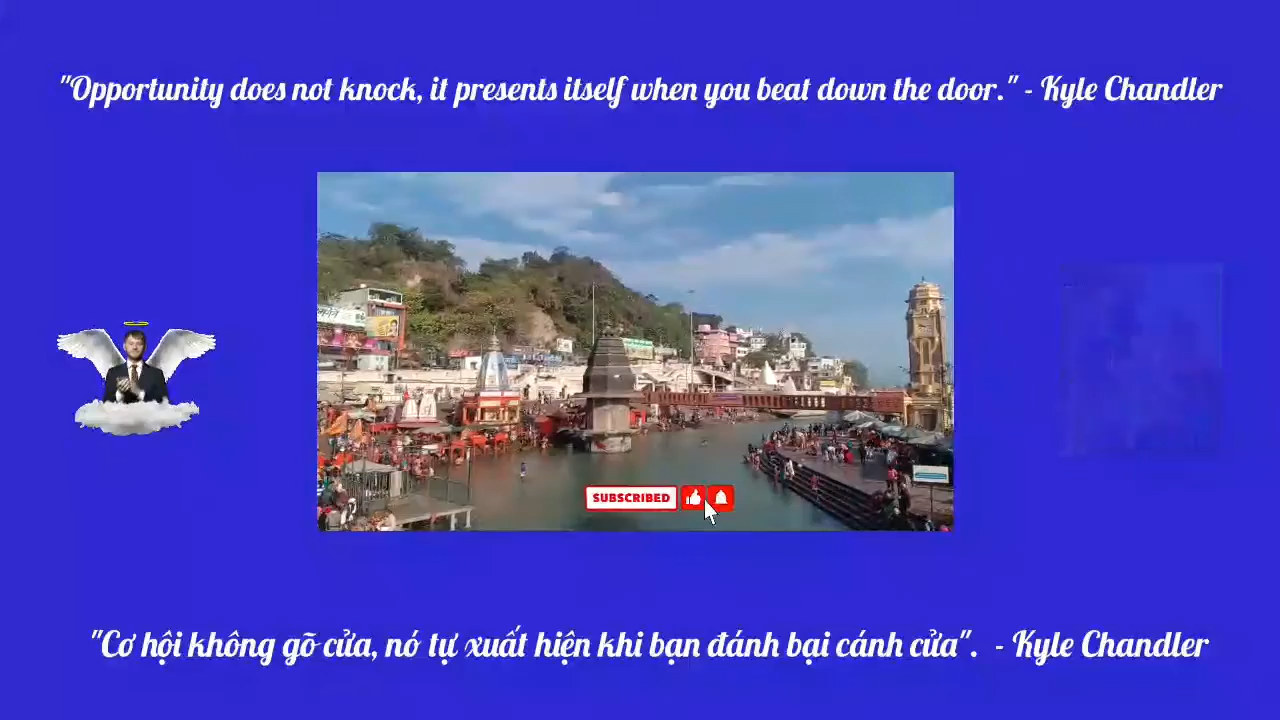 "Opportunity does not knock, it presents itself when you beat down the door." - Kyle Chandler
SUBSCRIBED
"Cơ hội không gõ cửa, nó tự xuất hiện khi bạn đánh bại cánh cửa". - Kyle Chandler